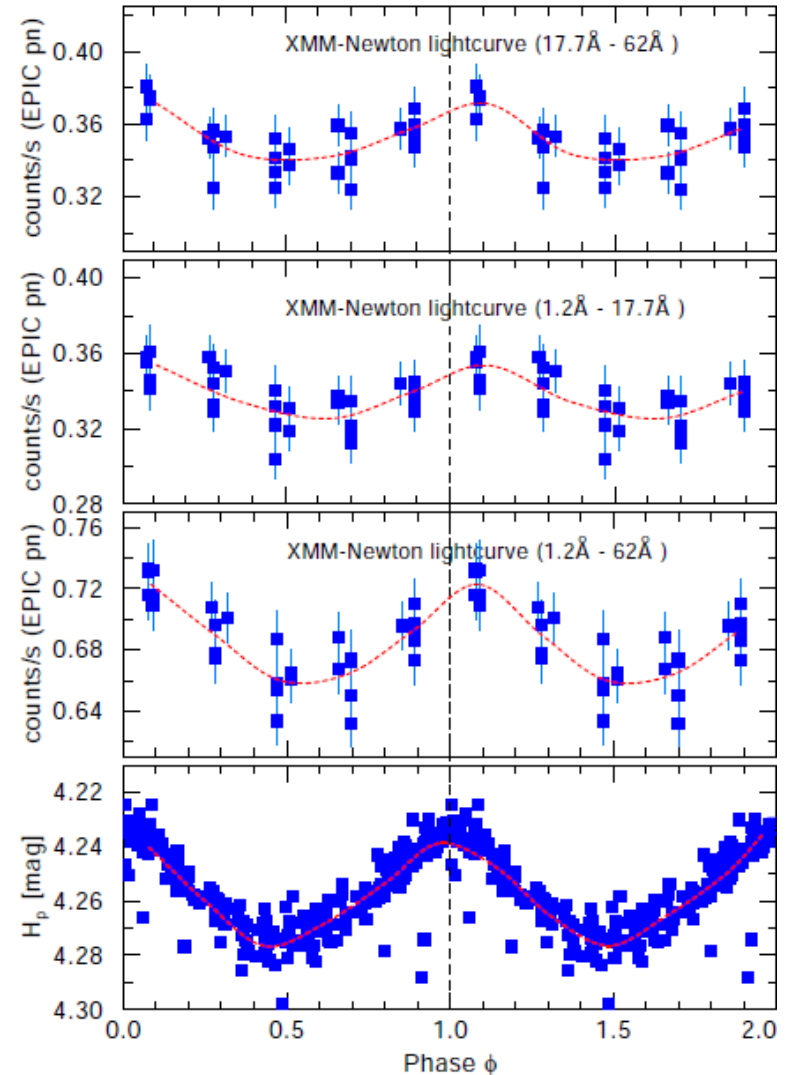 XMM-Newton lightcurve (17.7Å - 62Å )
counts/s (EPIC pn)
0.40
0.36
0.32
XMM-Newton lightcurve (1.2Å - 17.7Å )
counts/s (EPIC pn)
0.40
0.36
0.32
0.28
XMM-Newton lightcurve (1.2Å - 62Å )
counts/s (EPIC pn)
0.76
0.72
0.68
0.64
Hp [mag]
4.22
4.24
4.26
4.28
4.30
0.0 0.5 1.0 1.5 2.0
Phase ϕ